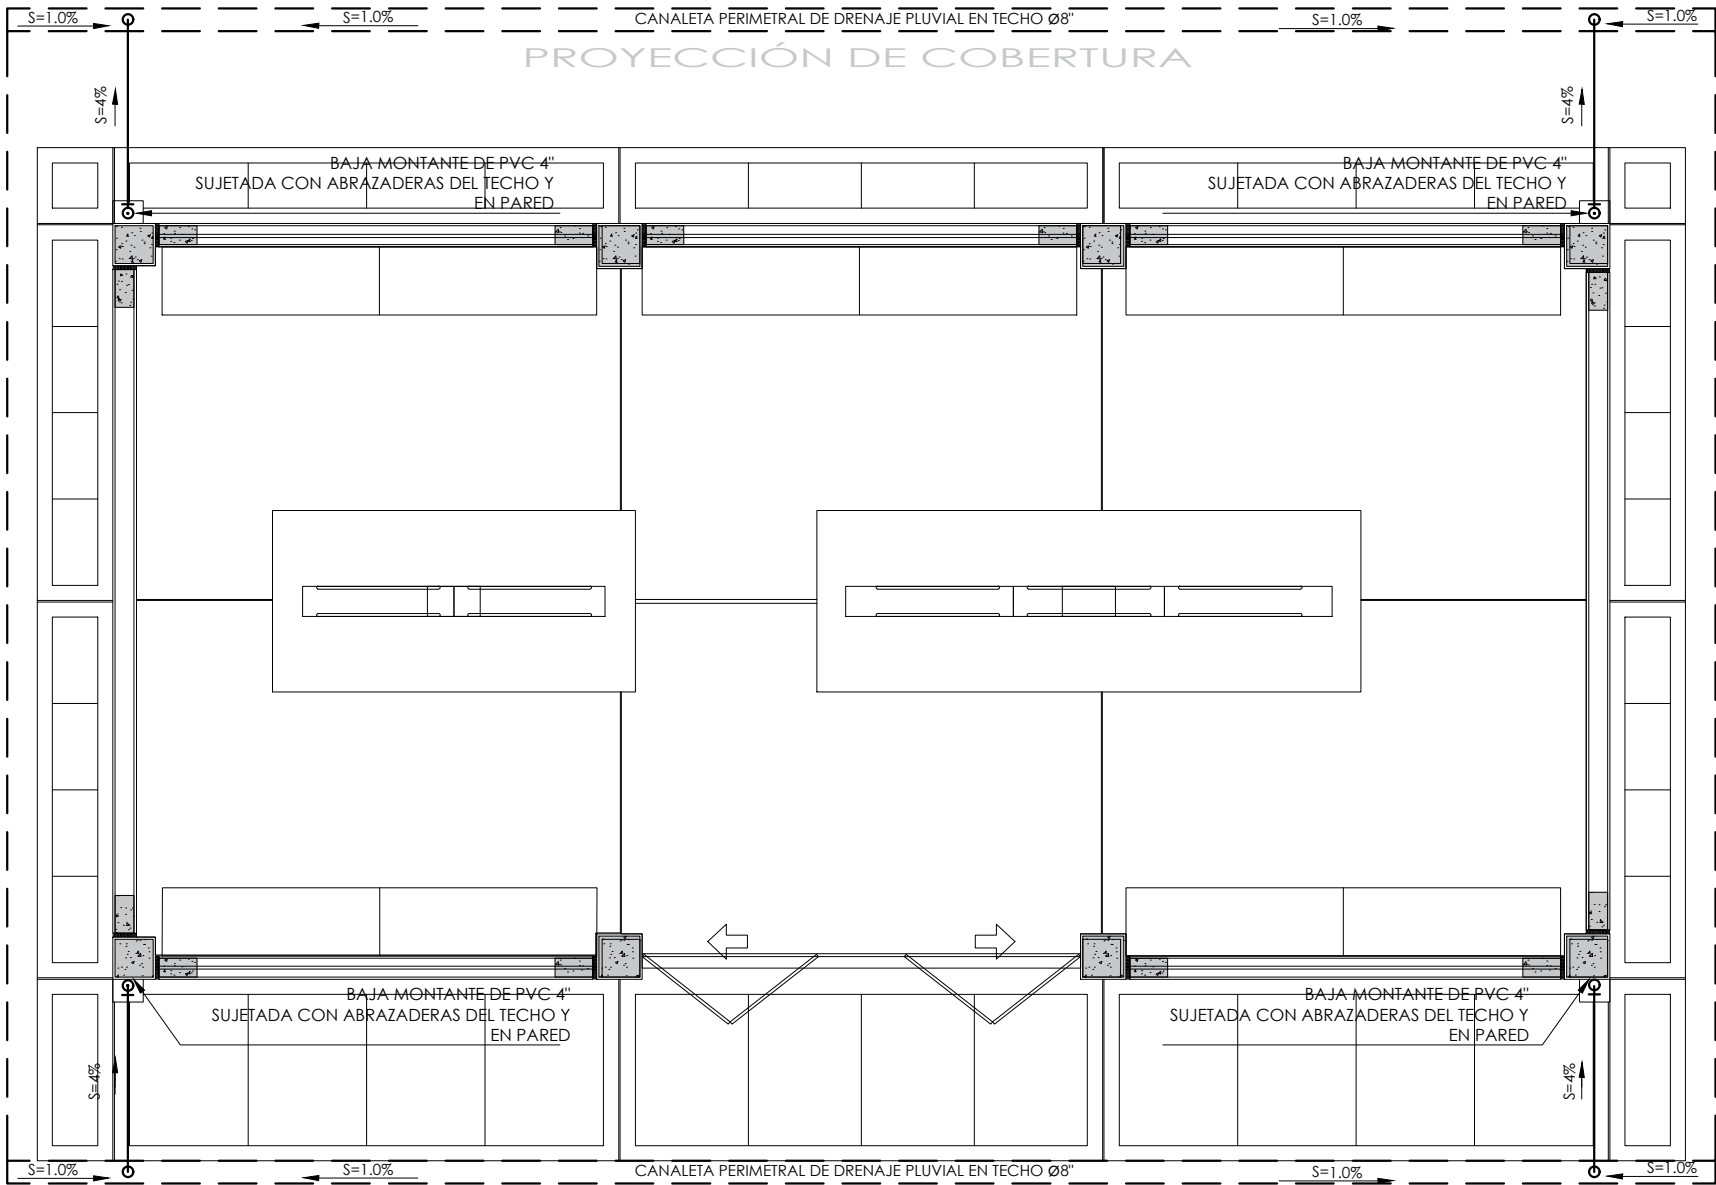 S=1.0%
S=1.0%
CANALETA PERIMETRAL DE DRENAJE PLUVIAL EN TECHO Ø8"
S=1.0%
S=1.0%
PROYECCIÓN DE COBERTURA
S=4%
S=4%
BAJA MONTANTE DE PVC 4"
SUJETADA CON ABRAZADERAS DEL TECHO Y
EN PARED
BAJA MONTANTE DE PVC 4"
SUJETADA CON ABRAZADERAS DEL TECHO Y
EN PARED
BAJA MONTANTE DE PVC 4"
SUJETADA CON ABRAZADERAS DEL TECHO Y
EN PARED
BAJA MONTANTE DE PVC 4"
SUJETADA CON ABRAZADERAS DEL TECHO Y
EN PARED
S=4%
S=4%
S=1.0%
S=1.0%
CANALETA PERIMETRAL DE DRENAJE PLUVIAL EN TECHO Ø8"
S=1.0%
S=1.0%